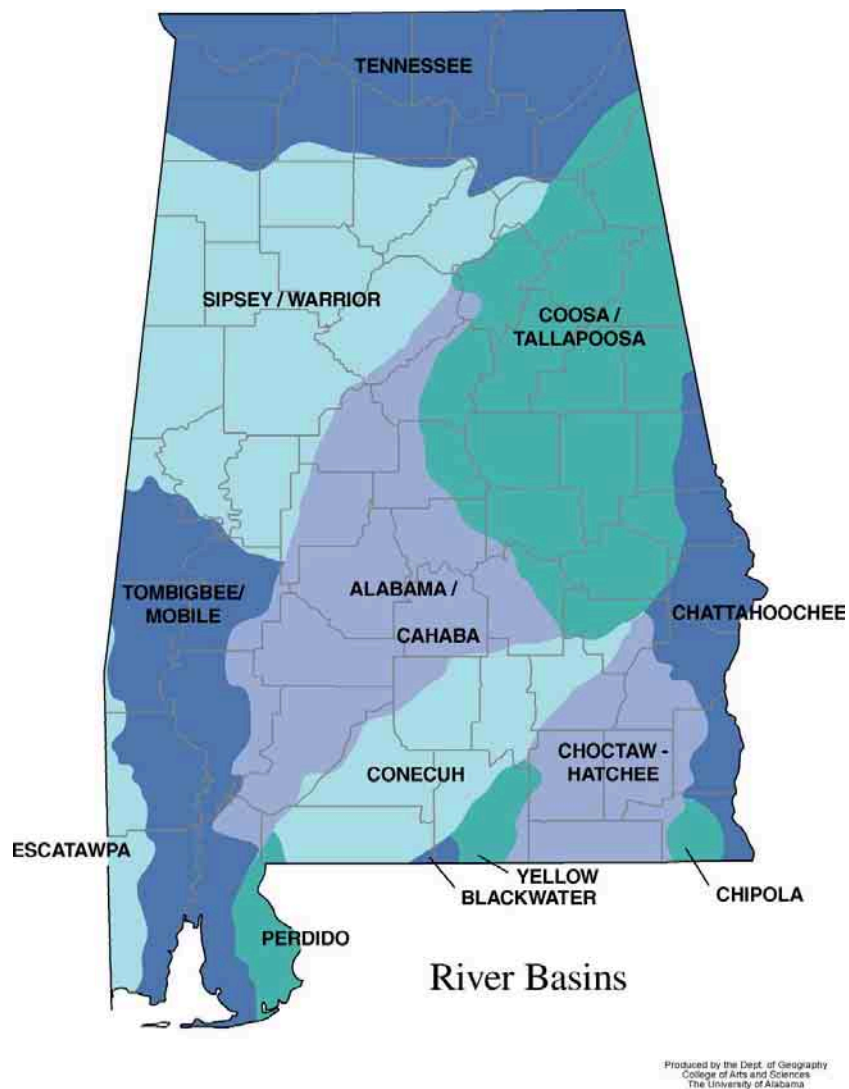 TENNESSEE
SIPSEY / WARRIOR
COOSA /
TALLAPOOSA
TOMBIGBEE/
MOBILE
ALABAMA /
CAHABA
CHATTAHOOCHEE
CONECUH
CHOCTAW -
HATCHEE
ESCATAWPA
YELLOW
BLACKWATER
CHIPOLA
PERDIDO
River Basins
Produced by the Dept. of Geography
College of Arts and Sciences
The University of Alabama